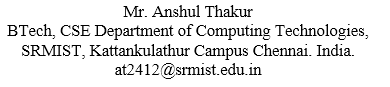 Mr. Anshul Thakur
BTech, CSE Department of Computing Technologies,
SRMIST, Kattankulathur Campus Chennai. India.
at2412@srmist.edu.in